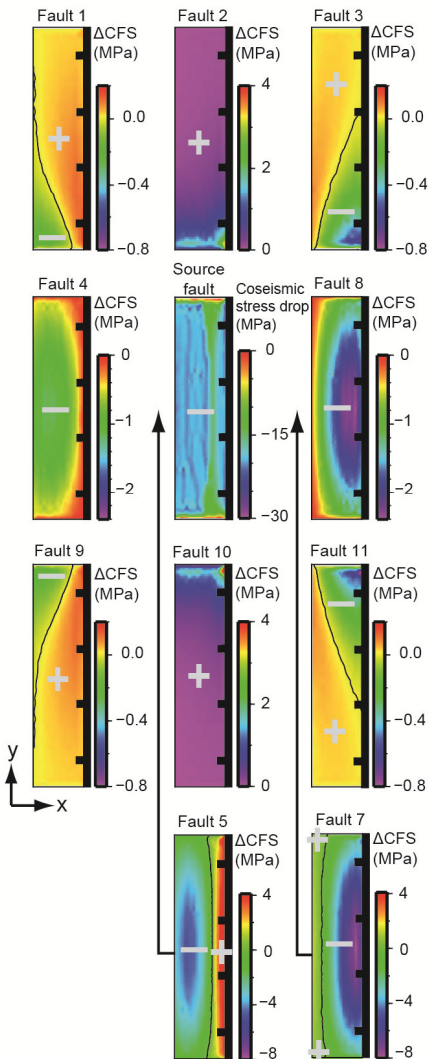 Fault 1
ΔCFS
(MPa)
0.0
−0.4
−0.8
+
−
Fault 2
ΔCFS
(MPa)
4
2
0
+
Fault 3
ΔCFS
(MPa)
0.0
−0.4
−0.8
+
−
Fault 4
ΔCFS
(MPa)
0
−1
−2
−
Source
fault
Coseismic
stress drop
(MPa)
0
−15
−30
−
Fault 8
ΔCFS
(MPa)
0
−1
−2
−
Fault 9
ΔCFS
(MPa)
0.0
−0.4
−0.8
−
+
Fault 10
ΔCFS
(MPa)
4
2
0
+
Fault 11
ΔCFS
(MPa)
0.0
−0.4
−0.8
−
+
y
x
Fault 5
ΔCFS
(MPa)
4
0
−4
−8
−
+
Fault 7
ΔCFS
(MPa)
4
0
−4
−8
+
−
+